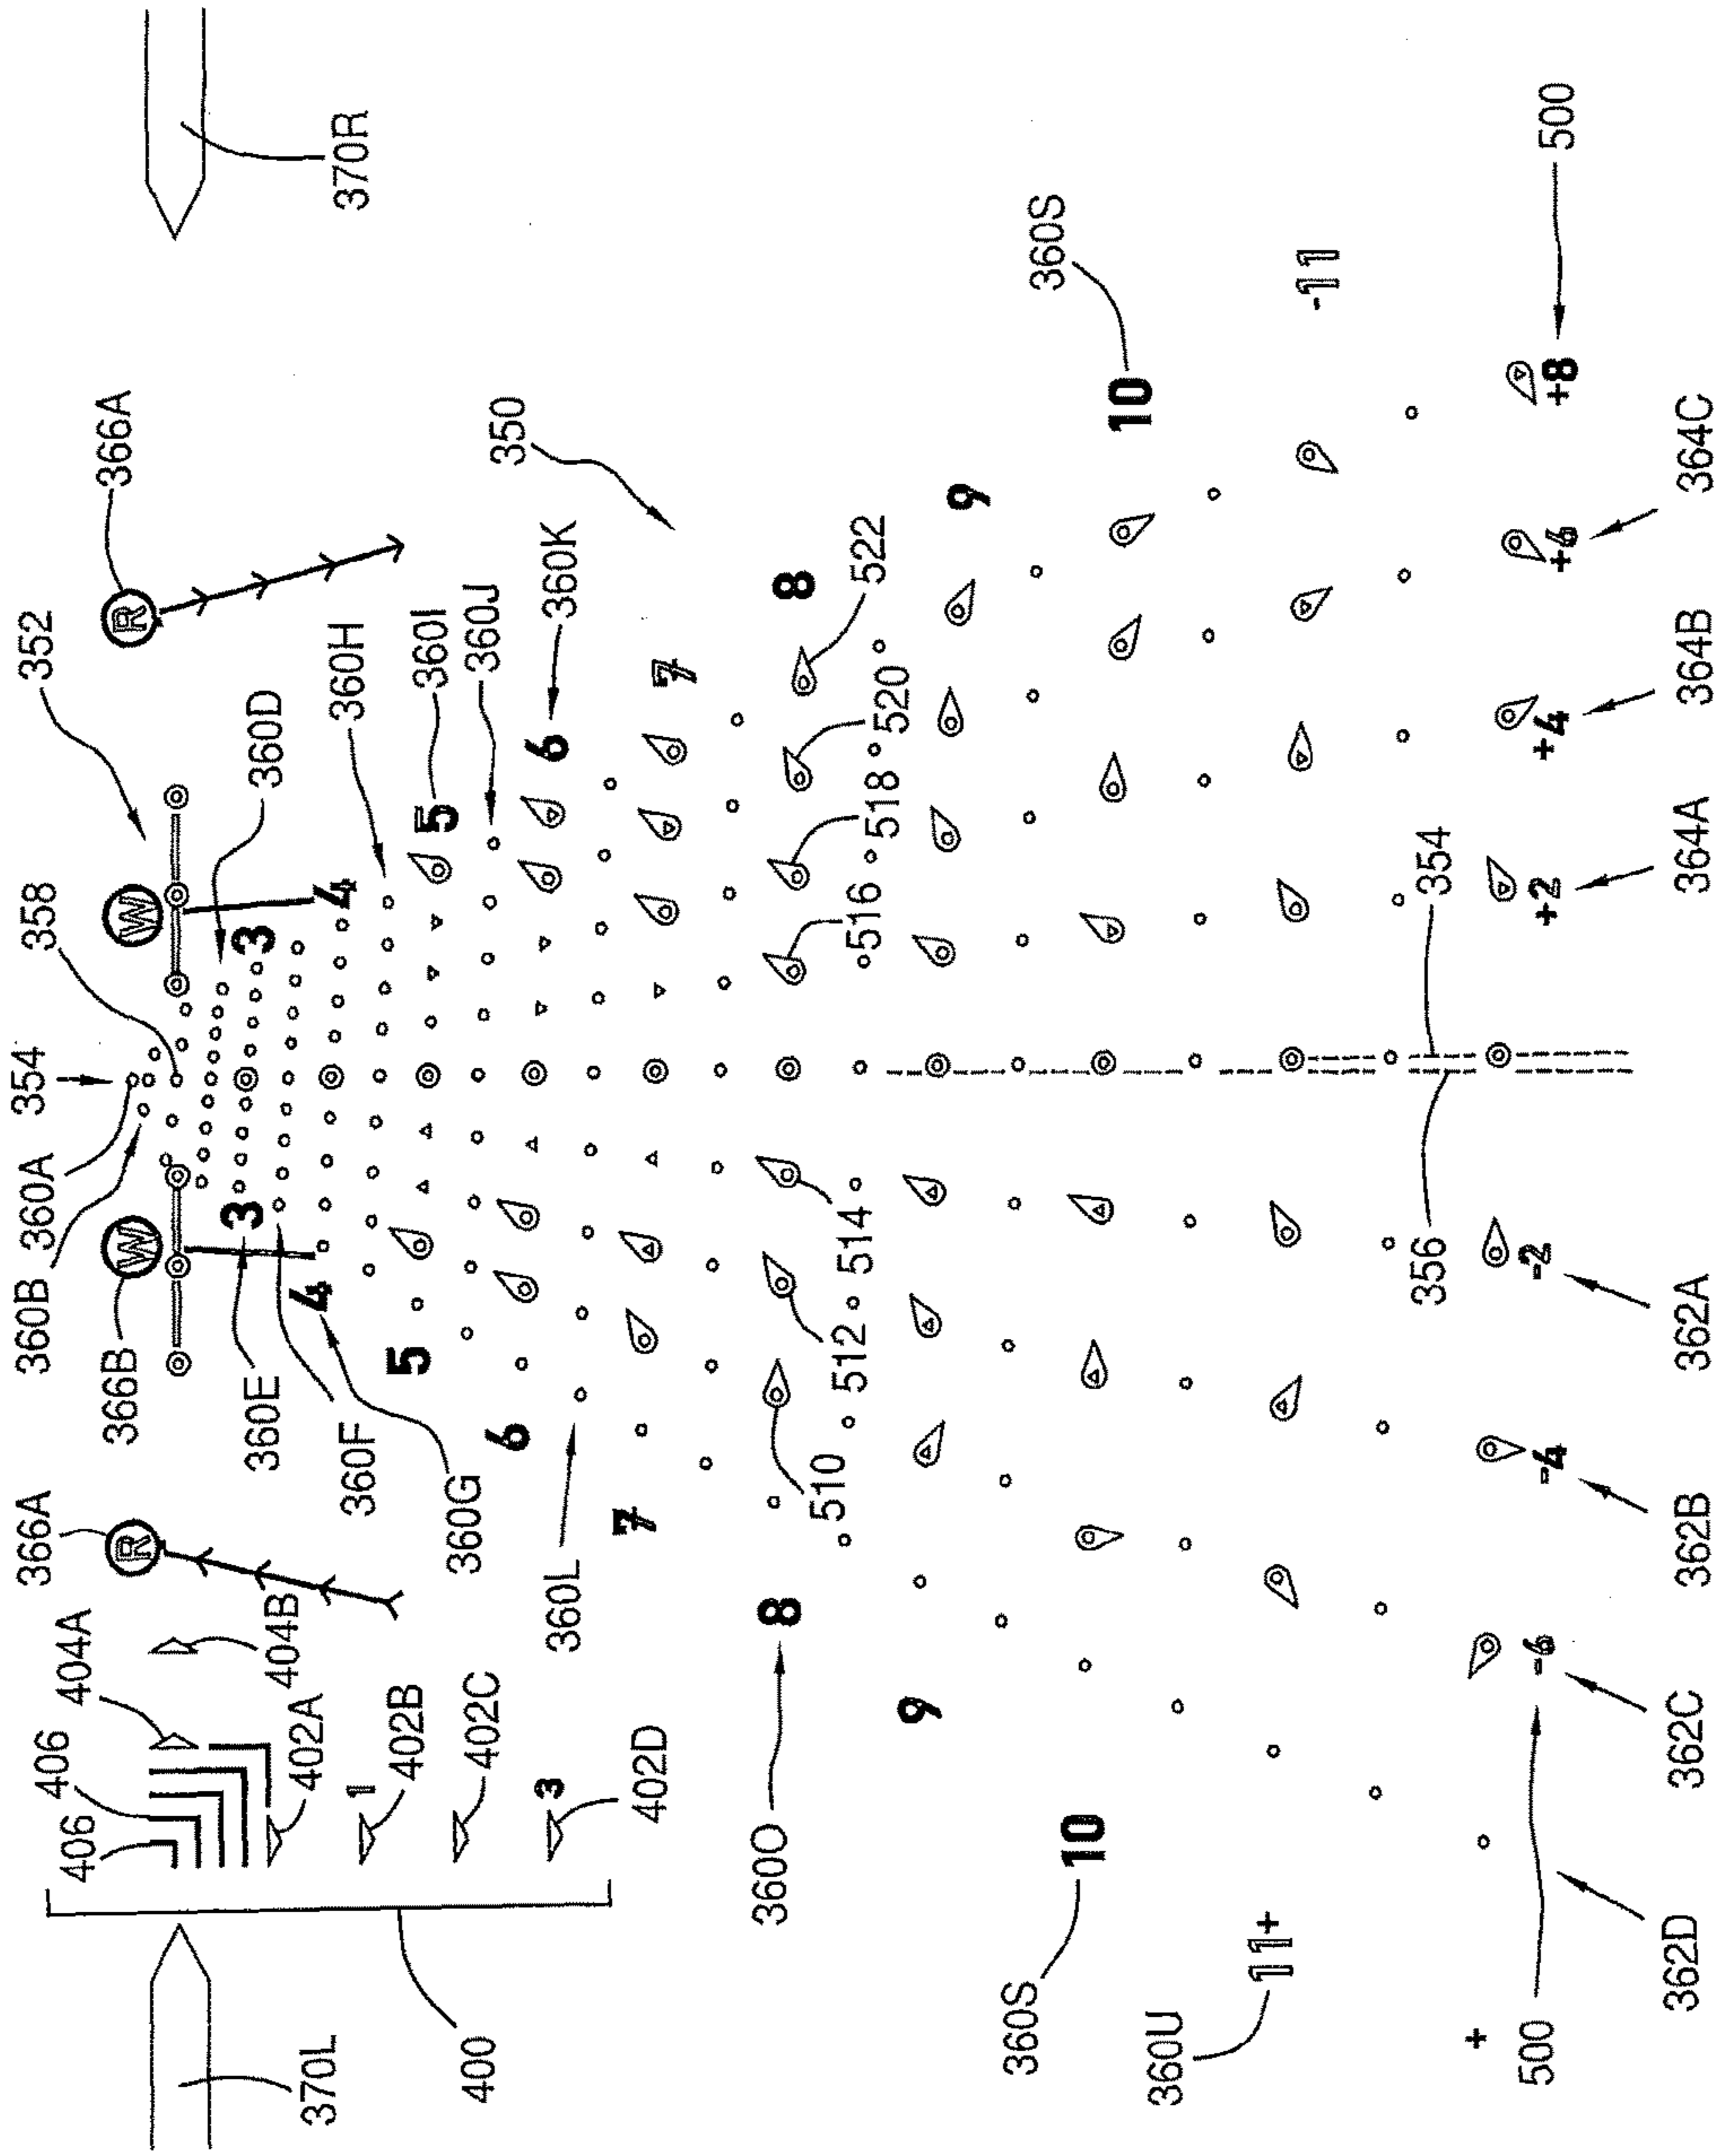 354
360B 360A 358 352 366A
366A 366B
406 406 404A
R W W R
360E 3 3 360D
404B
402A
370L 4 4 370R
360F 360H
1
402B
5 5 360I
360G
400 402C 360J
6 6 350
3
360L 6 360K
402D
7 7
360O 8 8
510 512 514 516 518 520 522
9 9
360S 10 10 360S
360U 11+ -11
356 354
+
500 -6 -4 -2 +2 +4 +6 +8 500
362D 362C 362B 362A 364A 364B 364C